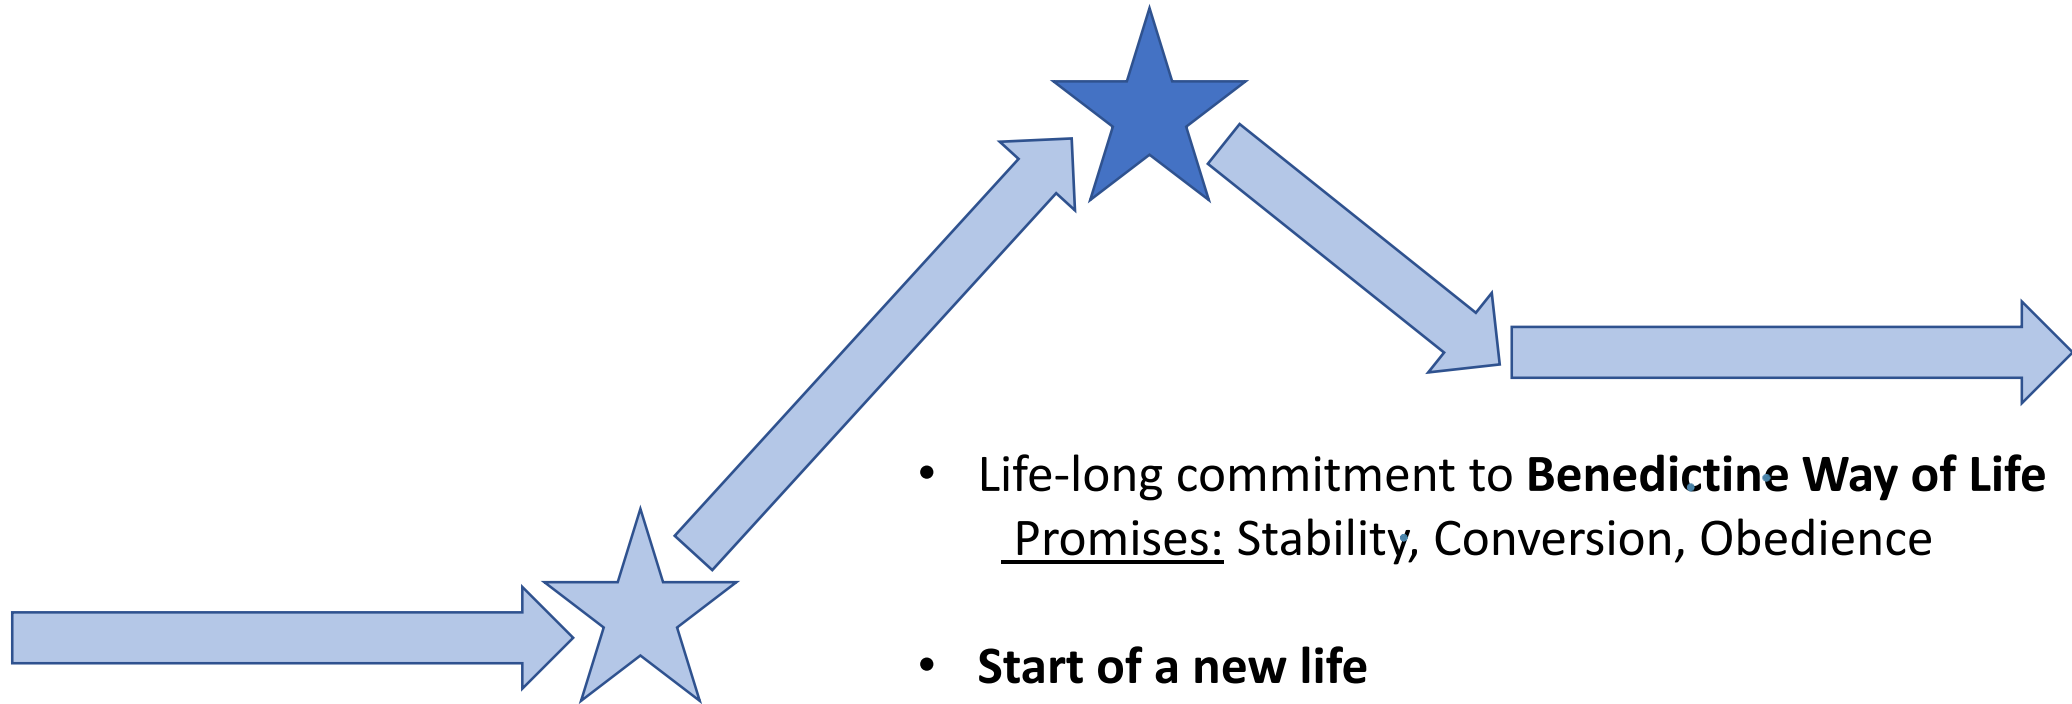 • Life-long commitment to Benedictine Way of Life
Promises: Stability, Conversion, Obedience
• Start of a new life